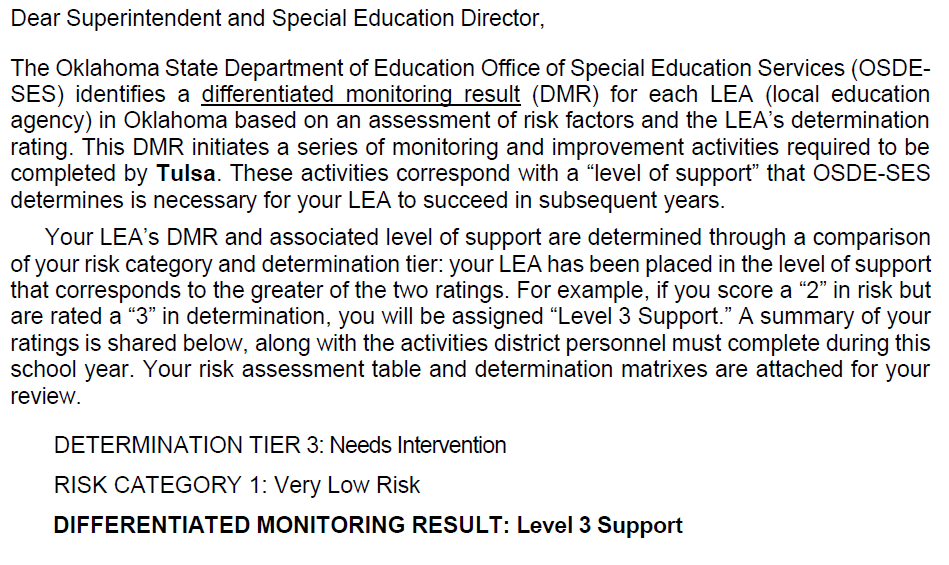 Dear Superintendent and Special Education Director,
The Oklahoma State Department of Education Office of Special Education Services (OSDE-
SES) identifies a differentiated monitoring result (DMR) for each LEA (local education
agency) in Oklahoma based on an assessment of risk factors and the LEA's determination
rating. This DMR initiates a series of monitoring and improvement activities required to be
completed by Tulsa. These activities correspond with a “level of support” that OSDE-SES
determines is necessary for your LEA to succeed in subsequent years.
Your LEA's DMR and associated level of support are determined through a comparison
of your risk category and determination tier: your LEA has been placed in the level of support
that corresponds to the greater of the two ratings. For example, if you score a “2” in risk but
are rated a “3” in determination, you will be assigned “Level 3 Support.” A summary of your
ratings is shared below, along with the activities district personnel must complete during this
school year. Your risk assessment table and determination matrixes are attached for your
review.
DETERMINATION TIER 3: Needs Intervention
RISK CATEGORY 1: Very Low Risk
DIFFERENTIATED MONITORING RESULT: Level 3 Support